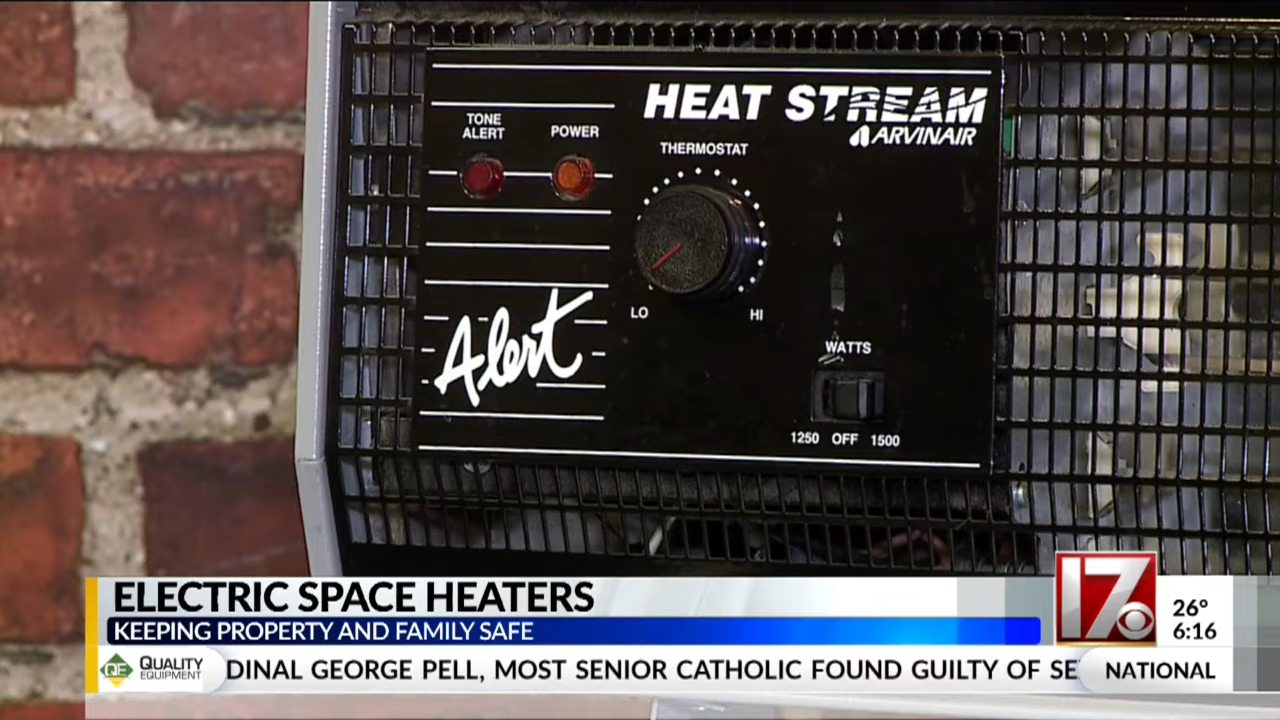 HEAT STREAM
ARVINAIR
TONE
ALERT
POWER
THERMOSTAT
LO
HI
Alert
WATTS
1250 OFF 1500
ELECTRIC SPACE HEATERS
KEEPING PROPERTY AND FAMILY SAFE
17
26°
6:16
QE QUALITY
EQUIPMENT
DINAL GEORGE PELL, MOST SENIOR CATHOLIC FOUND GUILTY OF SE
NATIONAL